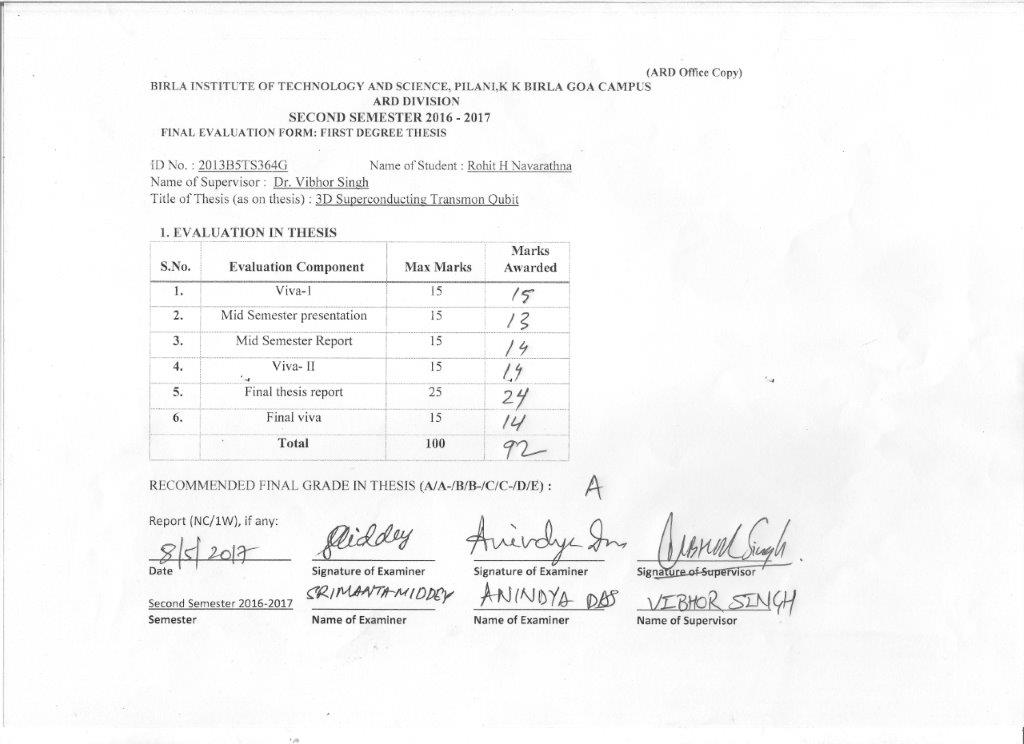 (ARD Office Copy)
BIRLA INSTITUTE OF TECHNOLOGY AND SCIENCE, PILANI,K K BIRLA GOA CAMPUS
ARD DIVISION
SECOND SEMESTER 2016 - 2017
FINAL EVALUATION FORM: FIRST DEGREE THESIS
ID No. : 2013B5TS364G Name of Student : Rohit H Navarathna
Name of Supervisor : Dr. Vibhor Singh
Title of Thesis (as on thesis) : 3D Superconducting Transmon Qubit
1. EVALUATION IN THESIS
S.No. Evaluation Component Max Marks Marks Awarded
1. Viva-I 15 15
2. Mid Semester presentation 15 13
3. Mid Semester Report 15 14
4. Viva- II 15
5. Final thesis report 25 24
6. Final viva 15 14
Total 100 92
RECOMMENDED FINAL GRADE IN THESIS (A/A-/B/B-/C/C-/D/E) : A
Report (NC/1W), if any:
8/5/2017 Middey Anindya Das Vibhor Singh
Date Signature of Examiner Signature of Examiner Signature of Supervisor
Second Semester 2016-2017 SRIMANTA MIDDEY ANINDYA DAS VIBHOR SINGH
Semester Name of Examiner Name of Examiner Name of Supervisor